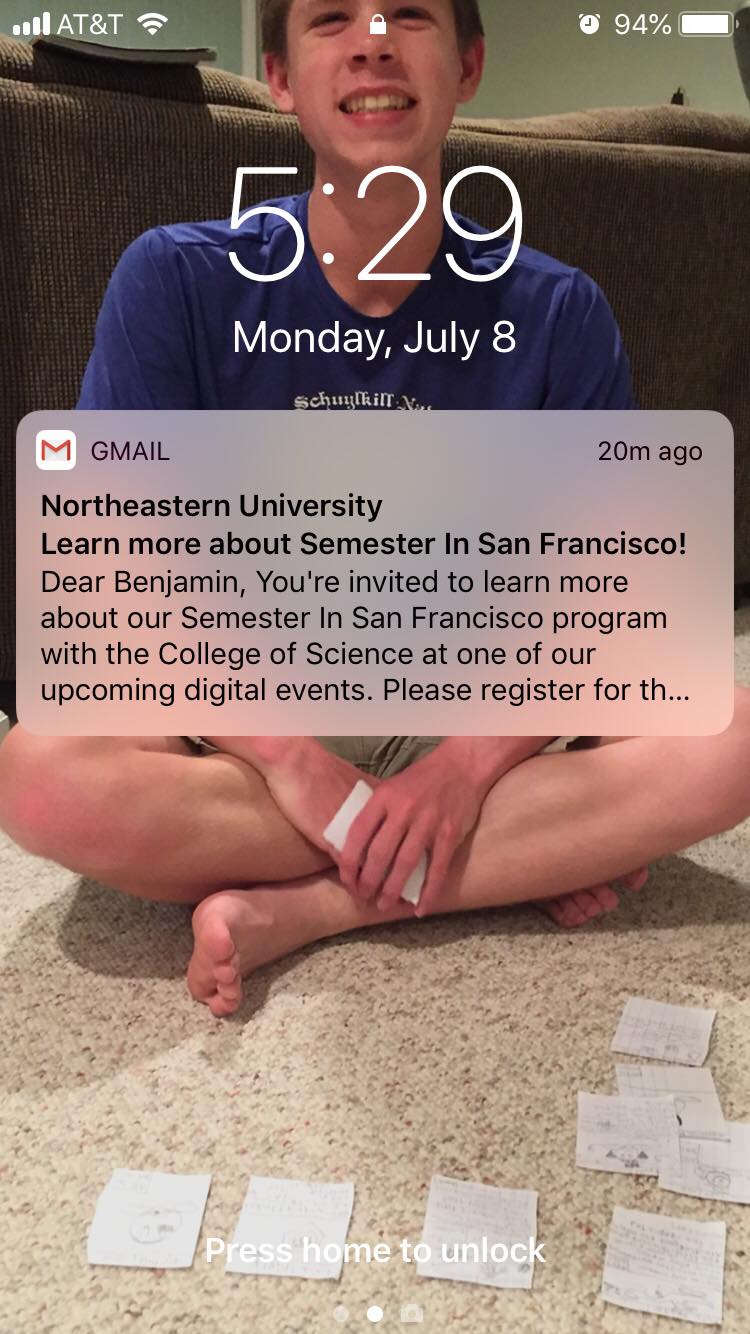 AT&T 94%
5:29
Monday, July 8
Schuylkill
GMAIL 20m ago
Northeastern University
Learn more about Semester In San Francisco!
Dear Benjamin, You're invited to learn more
about our Semester In San Francisco program
with the College of Science at one of our
upcoming digital events. Please register for th...
Press home to unlock